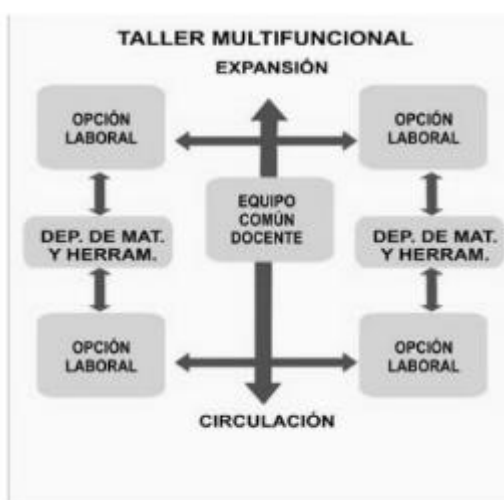 TALLER MULTIFUNCIONAL
EXPANSIÓN
OPCIÓN
LABORAL
OPCIÓN
LABORAL
EQUIPO
COMÚN
DOCENTE
DEP. DE MAT.
Y HERRAM.
DEP. DE MAT.
Y HERRAM.
OPCIÓN
LABORAL
OPCIÓN
LABORAL
CIRCULACIÓN